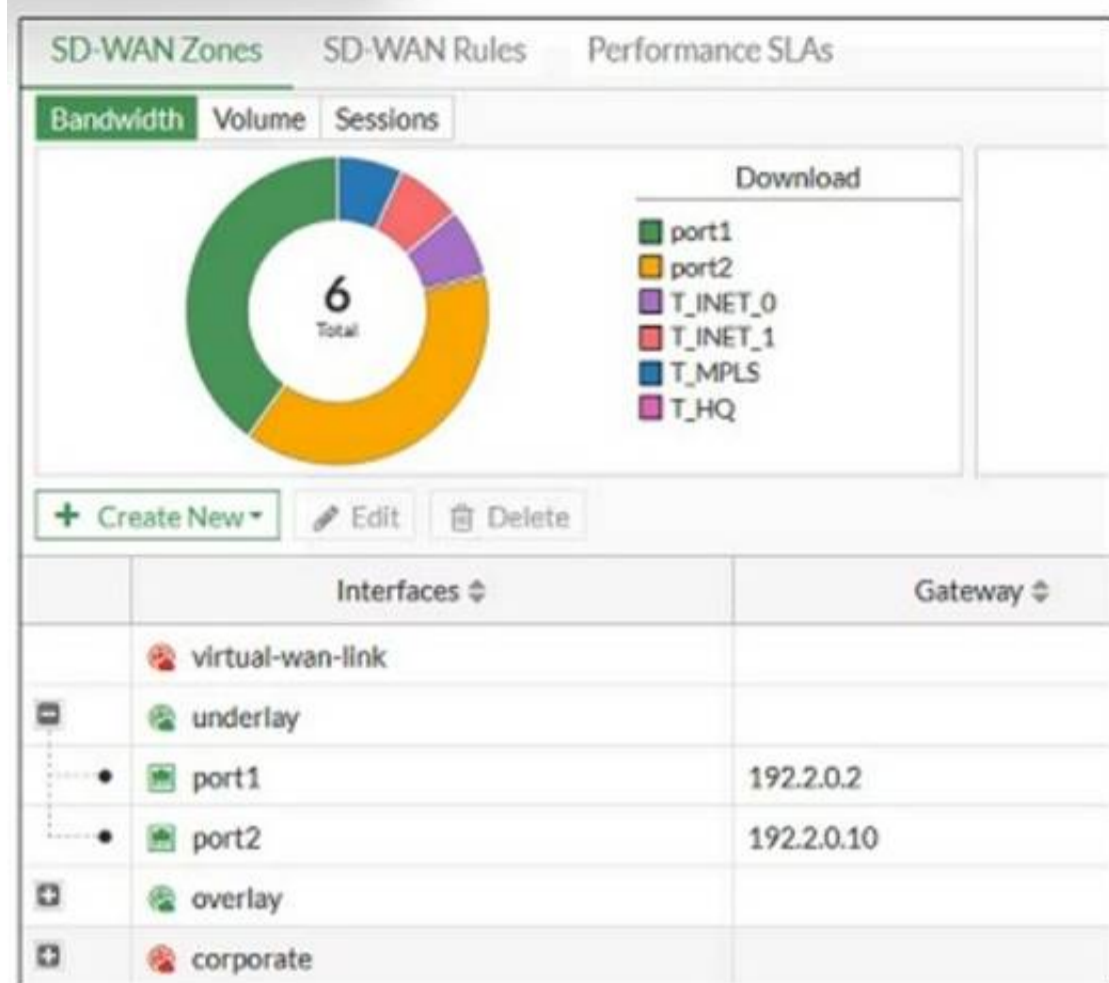 SD-WAN Zones SD-WAN Rules Performance SLAs
Bandwidth Volume Sessions
Download
port1
port2
T_INET_0
T_INET_1
T_MPLS
T_HQ
6
Total
+ Create New Edit Delete
Interfaces Gateway
virtual-wan-link
underlay
port1 192.2.0.2
port2 192.2.0.10
overlay
corporate